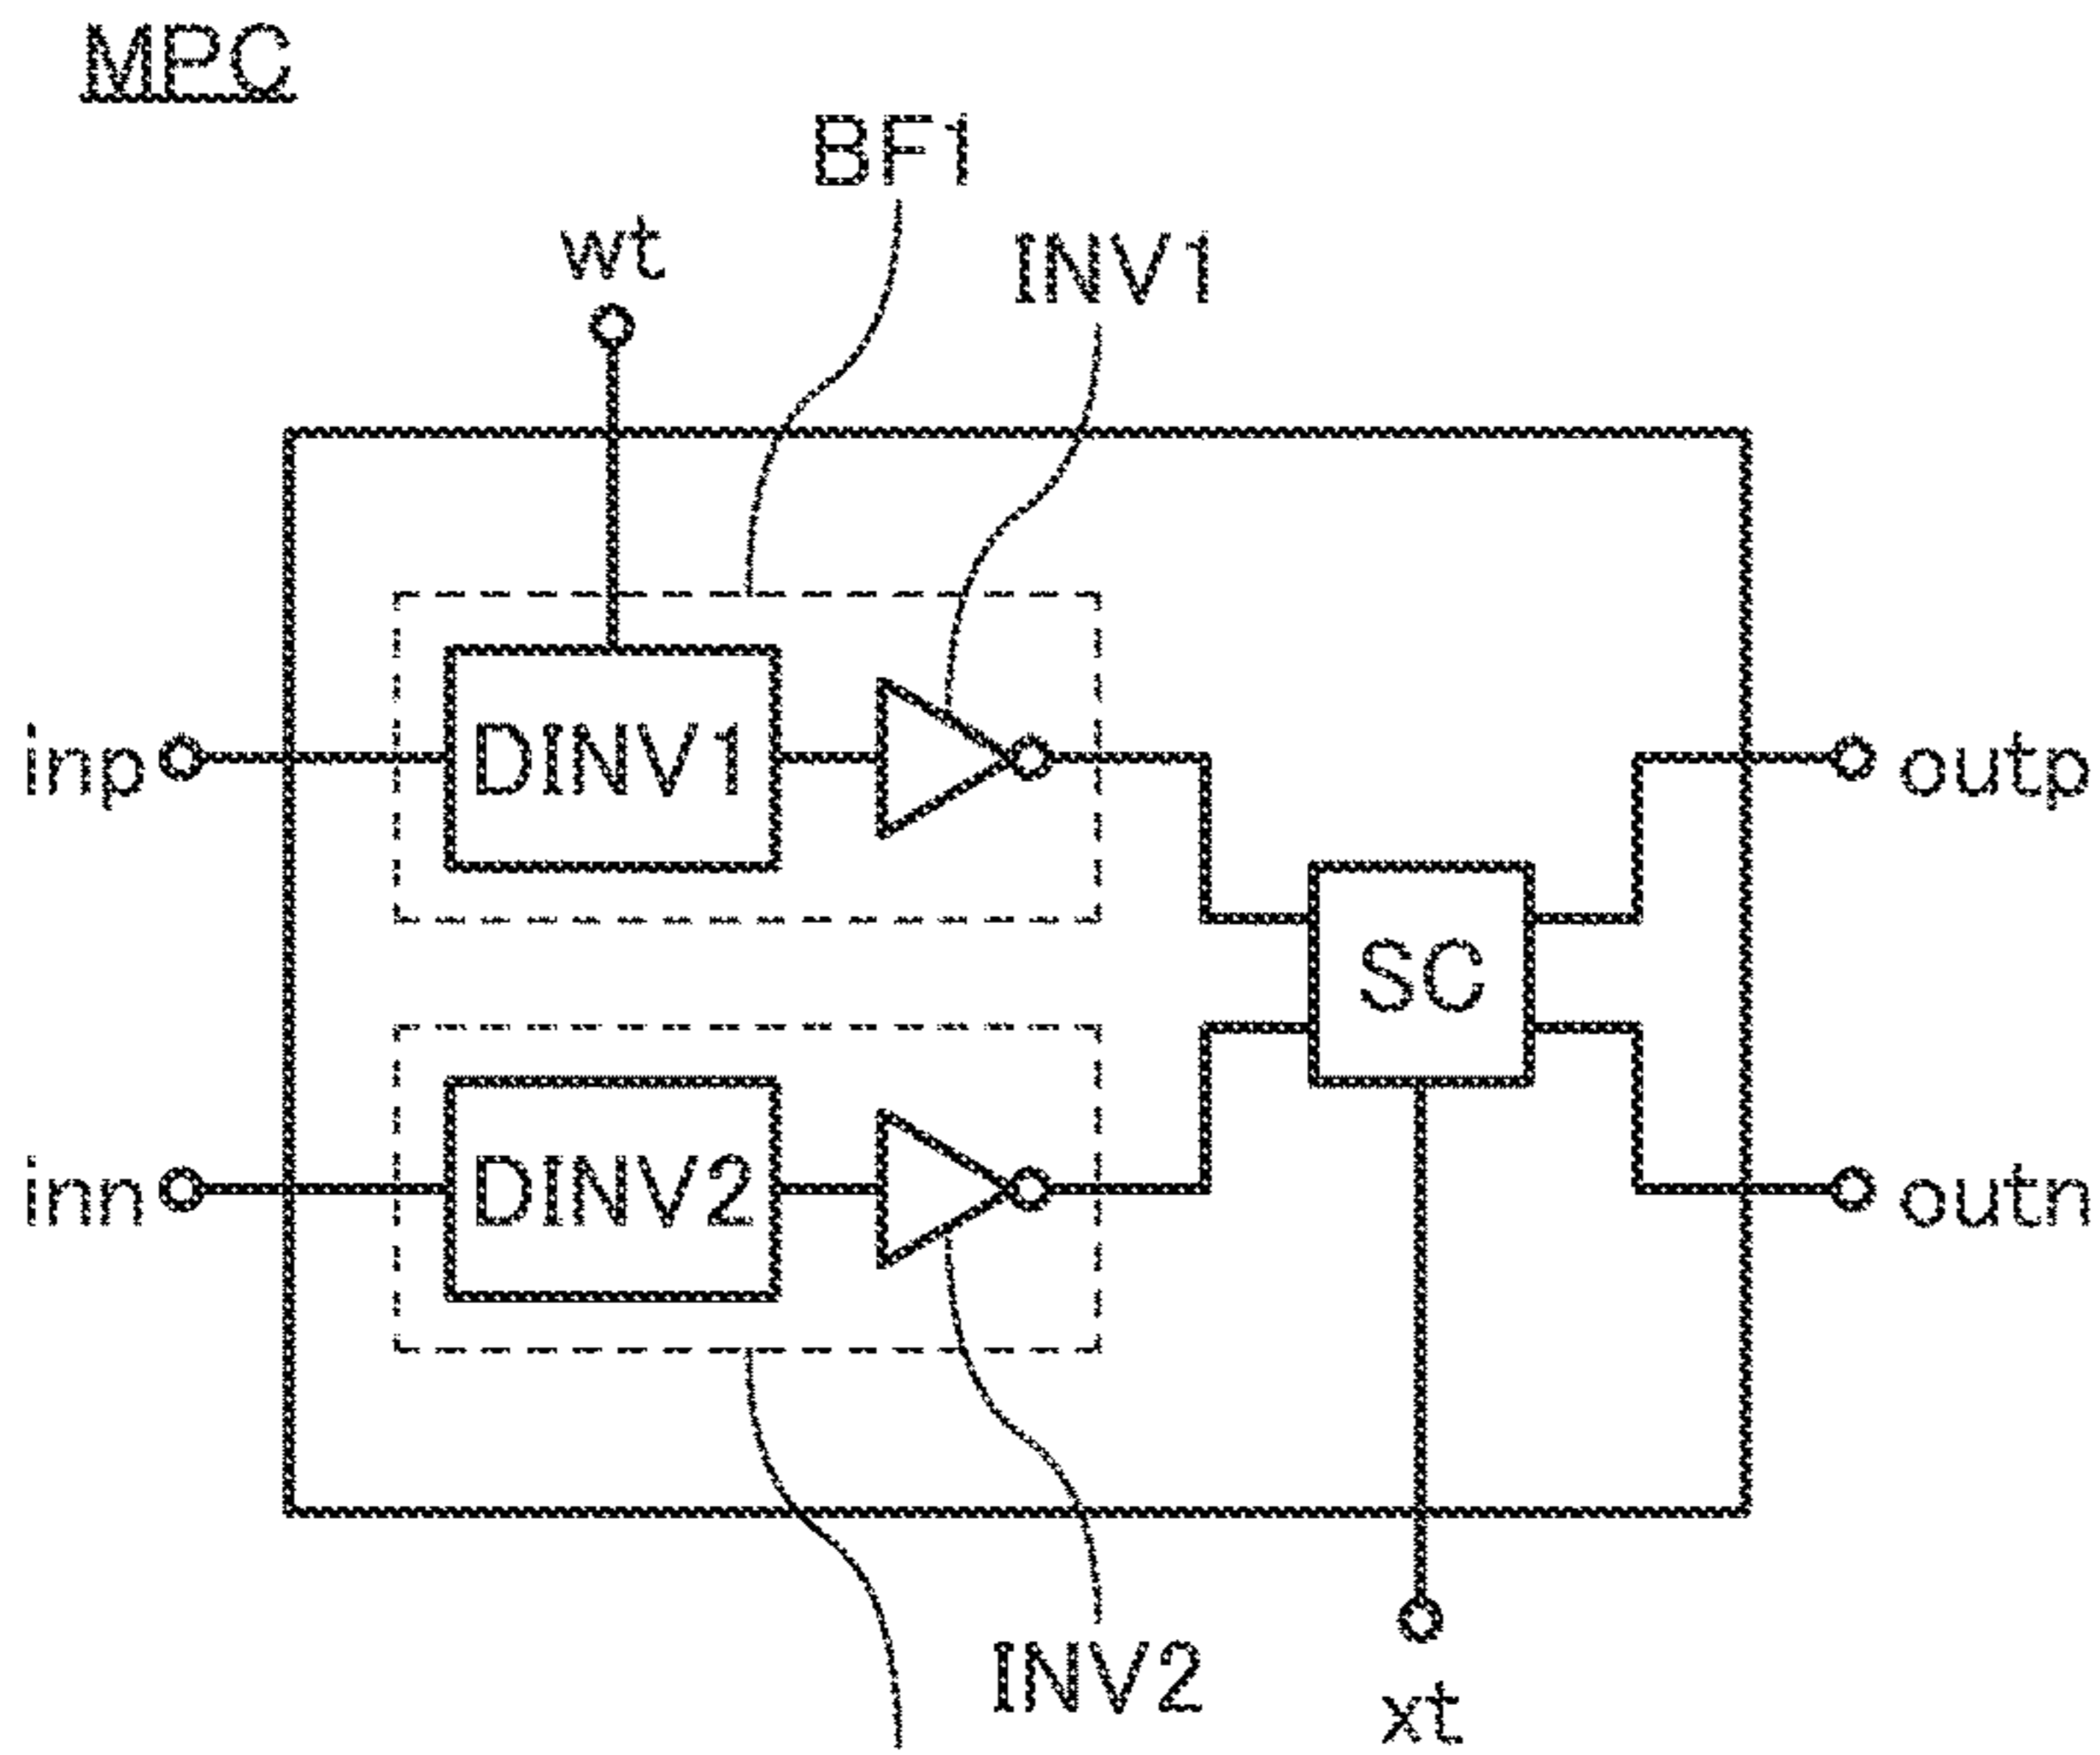 MPC
BF1
wt
INV1
inp
DINV1
outp
SC
inn
DINV2
outn
INV2
xt